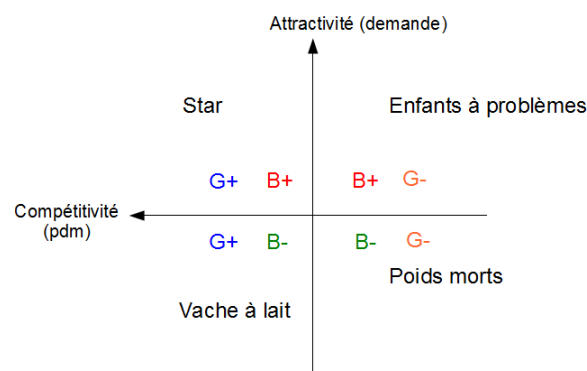 Attractivité (demande)
Star
Enfants à problèmes
G+ B+ B+ G-
Compétitivité
(pdm)
G+ B- B- G-
Poids morts
Vache à lait